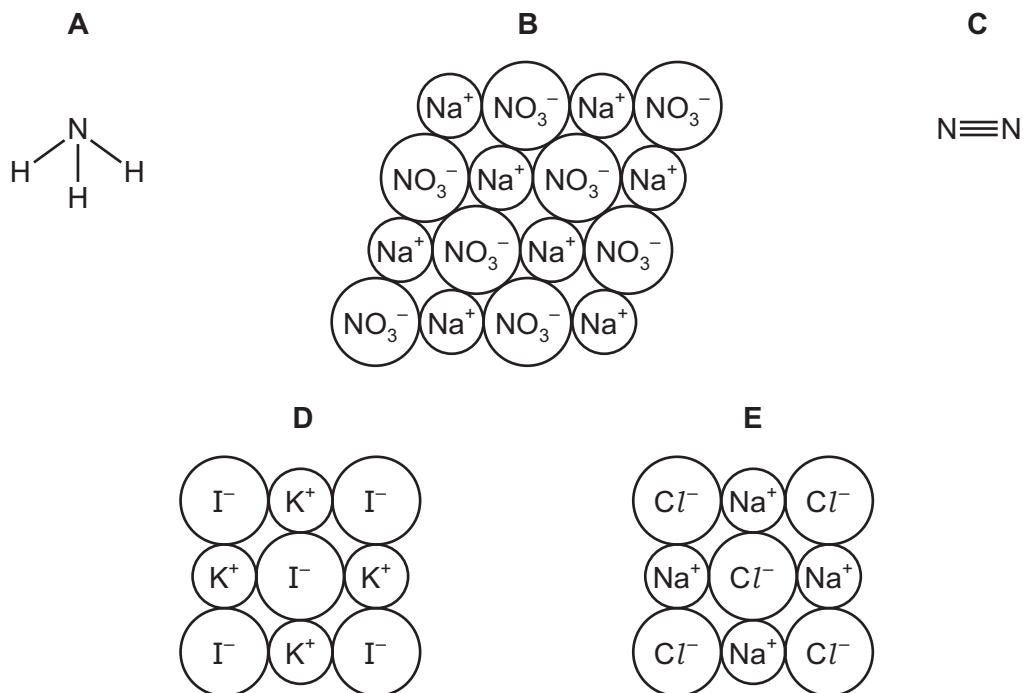 A B C
Na⁺ NO₃⁻ Na⁺ NO₃⁻
NO₃⁻ Na⁺ NO₃⁻ Na⁺
Na⁺ NO₃⁻ Na⁺ NO₃⁻
NO₃⁻ Na⁺ NO₃⁻ Na⁺
N
H H
H
N≡N
D E
I⁻ K⁺ I⁻
K⁺ I⁻ K⁺
I⁻ K⁺ I⁻
Cl⁻ Na⁺ Cl⁻
Na⁺ Cl⁻ Na⁺
Cl⁻ Na⁺ Cl⁻